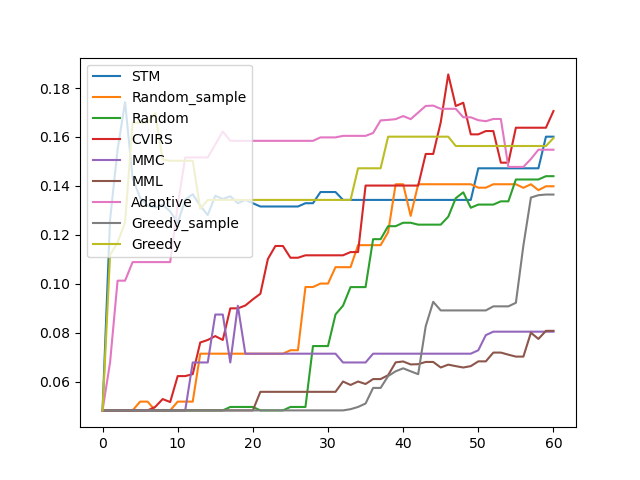 0.18
0.16
0.14
0.12
0.10
0.08
0.06
STM
Random_sample
Random
CVIRS
MMC
MML
Adaptive
Greedy_sample
Greedy
0 10 20 30 40 50 60